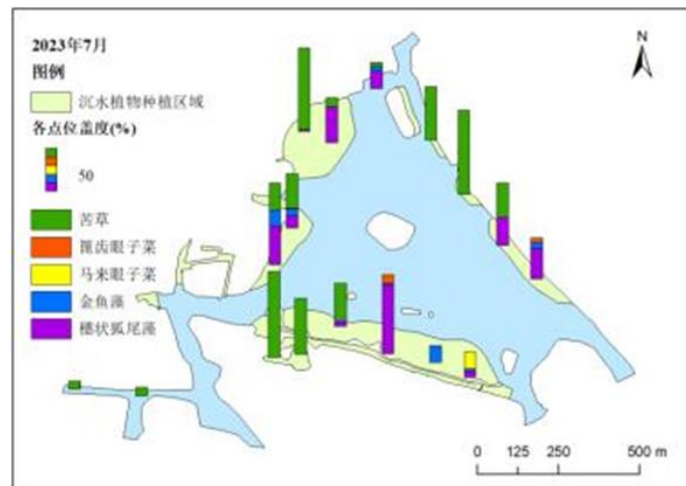 2023年7月
图例
沉水植物种植区域
各点位盖度(%)
50
苦草
篦齿眼子菜
马来眼子菜
金鱼藻
穗状狐尾藻
N
0 125 250 500 m